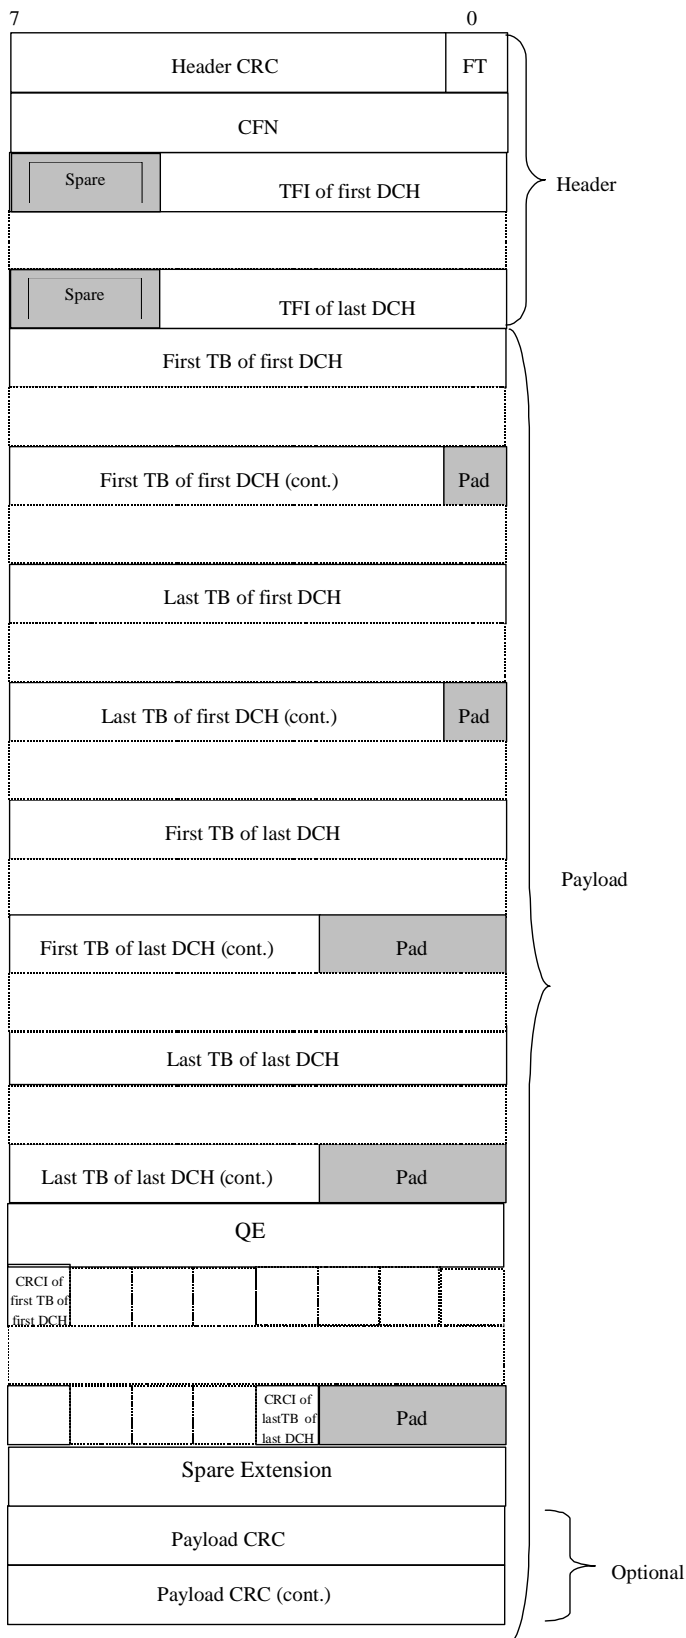 7 0
Header CRC FT
CFN
Spare TFI of first DCH
Header
Spare TFI of last DCH
First TB of first DCH
First TB of first DCH (cont.) Pad
Last TB of first DCH
Last TB of first DCH (cont.) Pad
First TB of last DCH
Payload
First TB of last DCH (cont.) Pad
Last TB of last DCH
Last TB of last DCH (cont.) Pad
QE
CRCI of
first TB of
first DCH
CRCI of
lastTB of
last DCH
Pad
Spare Extension
Payload CRC
Optional
Payload CRC (cont.)